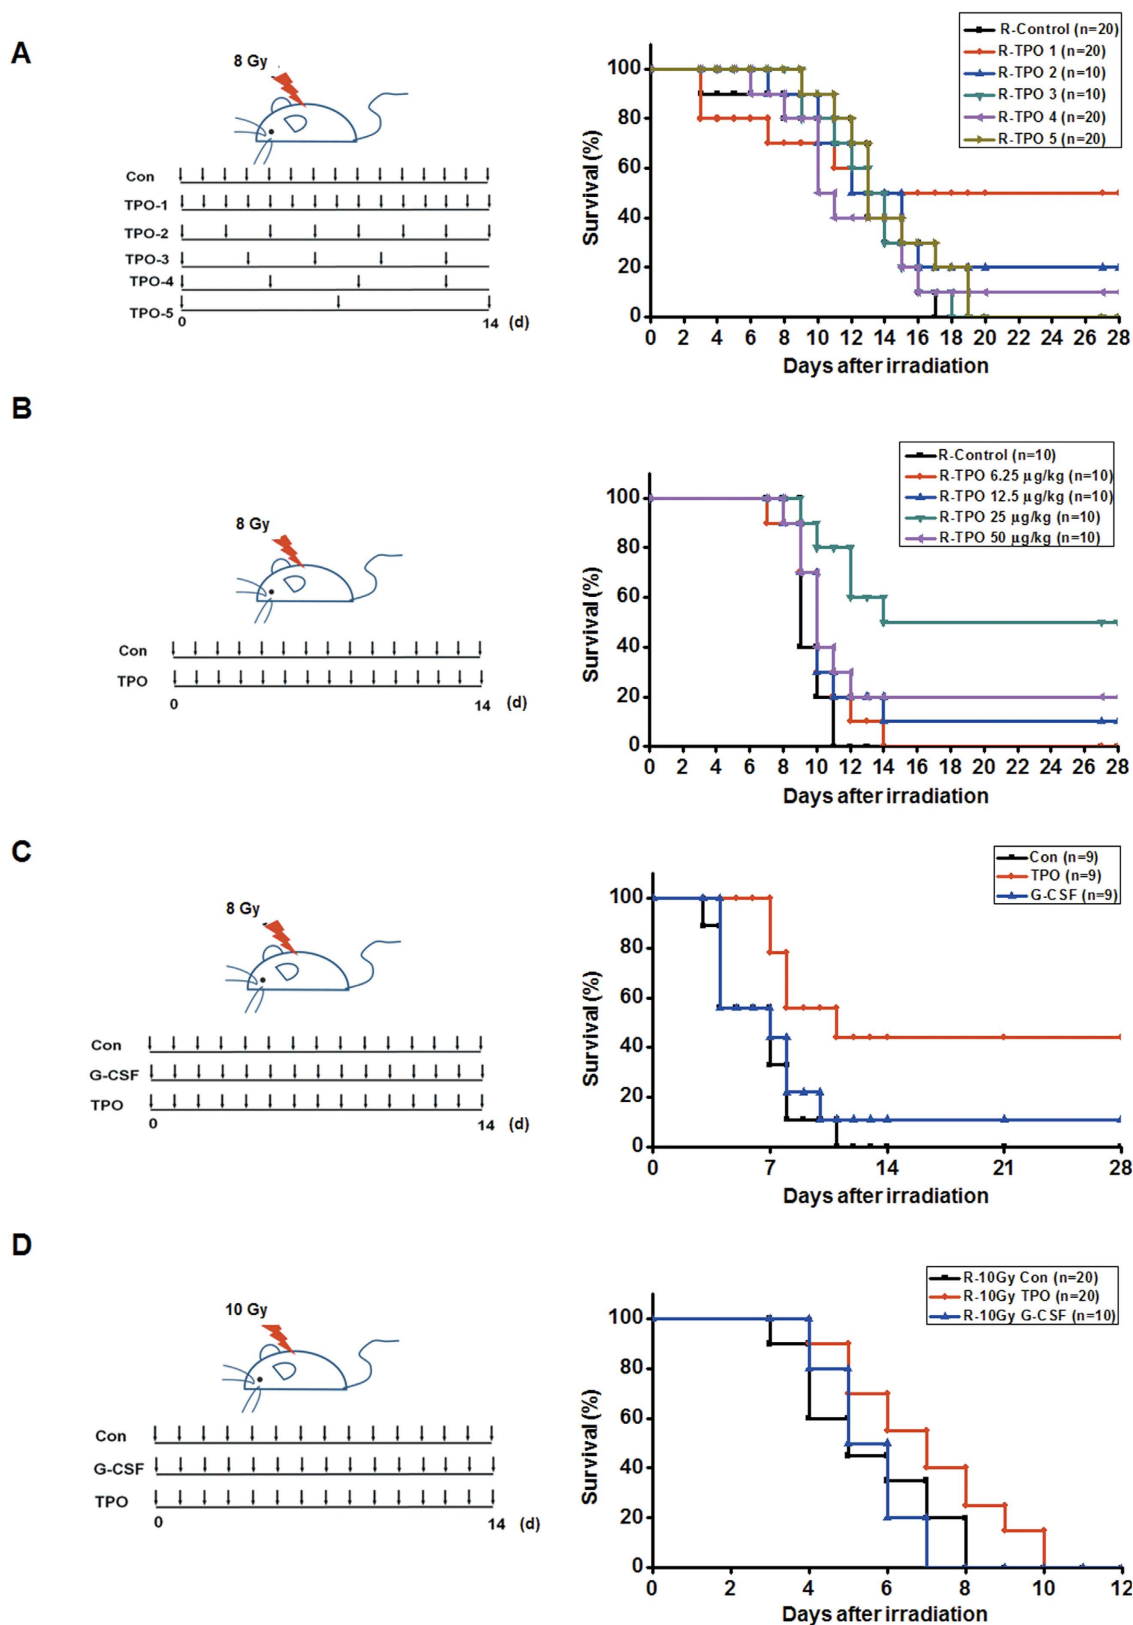 A
8 Gy
Con
TPO-1
TPO-2
TPO-3
TPO-4
TPO-5
0
14 (d)
R-Control (n=20)
R-TPO 1 (n=20)
R-TPO 2 (n=10)
R-TPO 3 (n=10)
R-TPO 4 (n=20)
R-TPO 5 (n=20)
Survival (%)
100
80
60
40
20
0
0 2 4 6 8 10 12 14 16 18 20 22 24 26 28
Days after irradiation
B
8 Gy
Con
TPO
0
14 (d)
R-Control (n=10)
R-TPO 6.25 μg/kg (n=10)
R-TPO 12.5 μg/kg (n=10)
R-TPO 25 μg/kg (n=10)
R-TPO 50 μg/kg (n=10)
Survival (%)
100
80
60
40
20
0
0 2 4 6 8 10 12 14 16 18 20 22 24 26 28
Days after irradiation
C
8 Gy
Con
G-CSF
TPO
0
14 (d)
Con (n=9)
TPO (n=9)
G-CSF (n=9)
Survival (%)
100
80
60
40
20
0
0 7 14 21 28
Days after irradiation
D
10 Gy
Con
G-CSF
TPO
0
14 (d)
R-10Gy Con (n=20)
R-10Gy TPO (n=20)
R-10Gy G-CSF (n=10)
Survival (%)
100
80
60
40
20
0
0 2 4 6 8 10 12
Days after irradiation